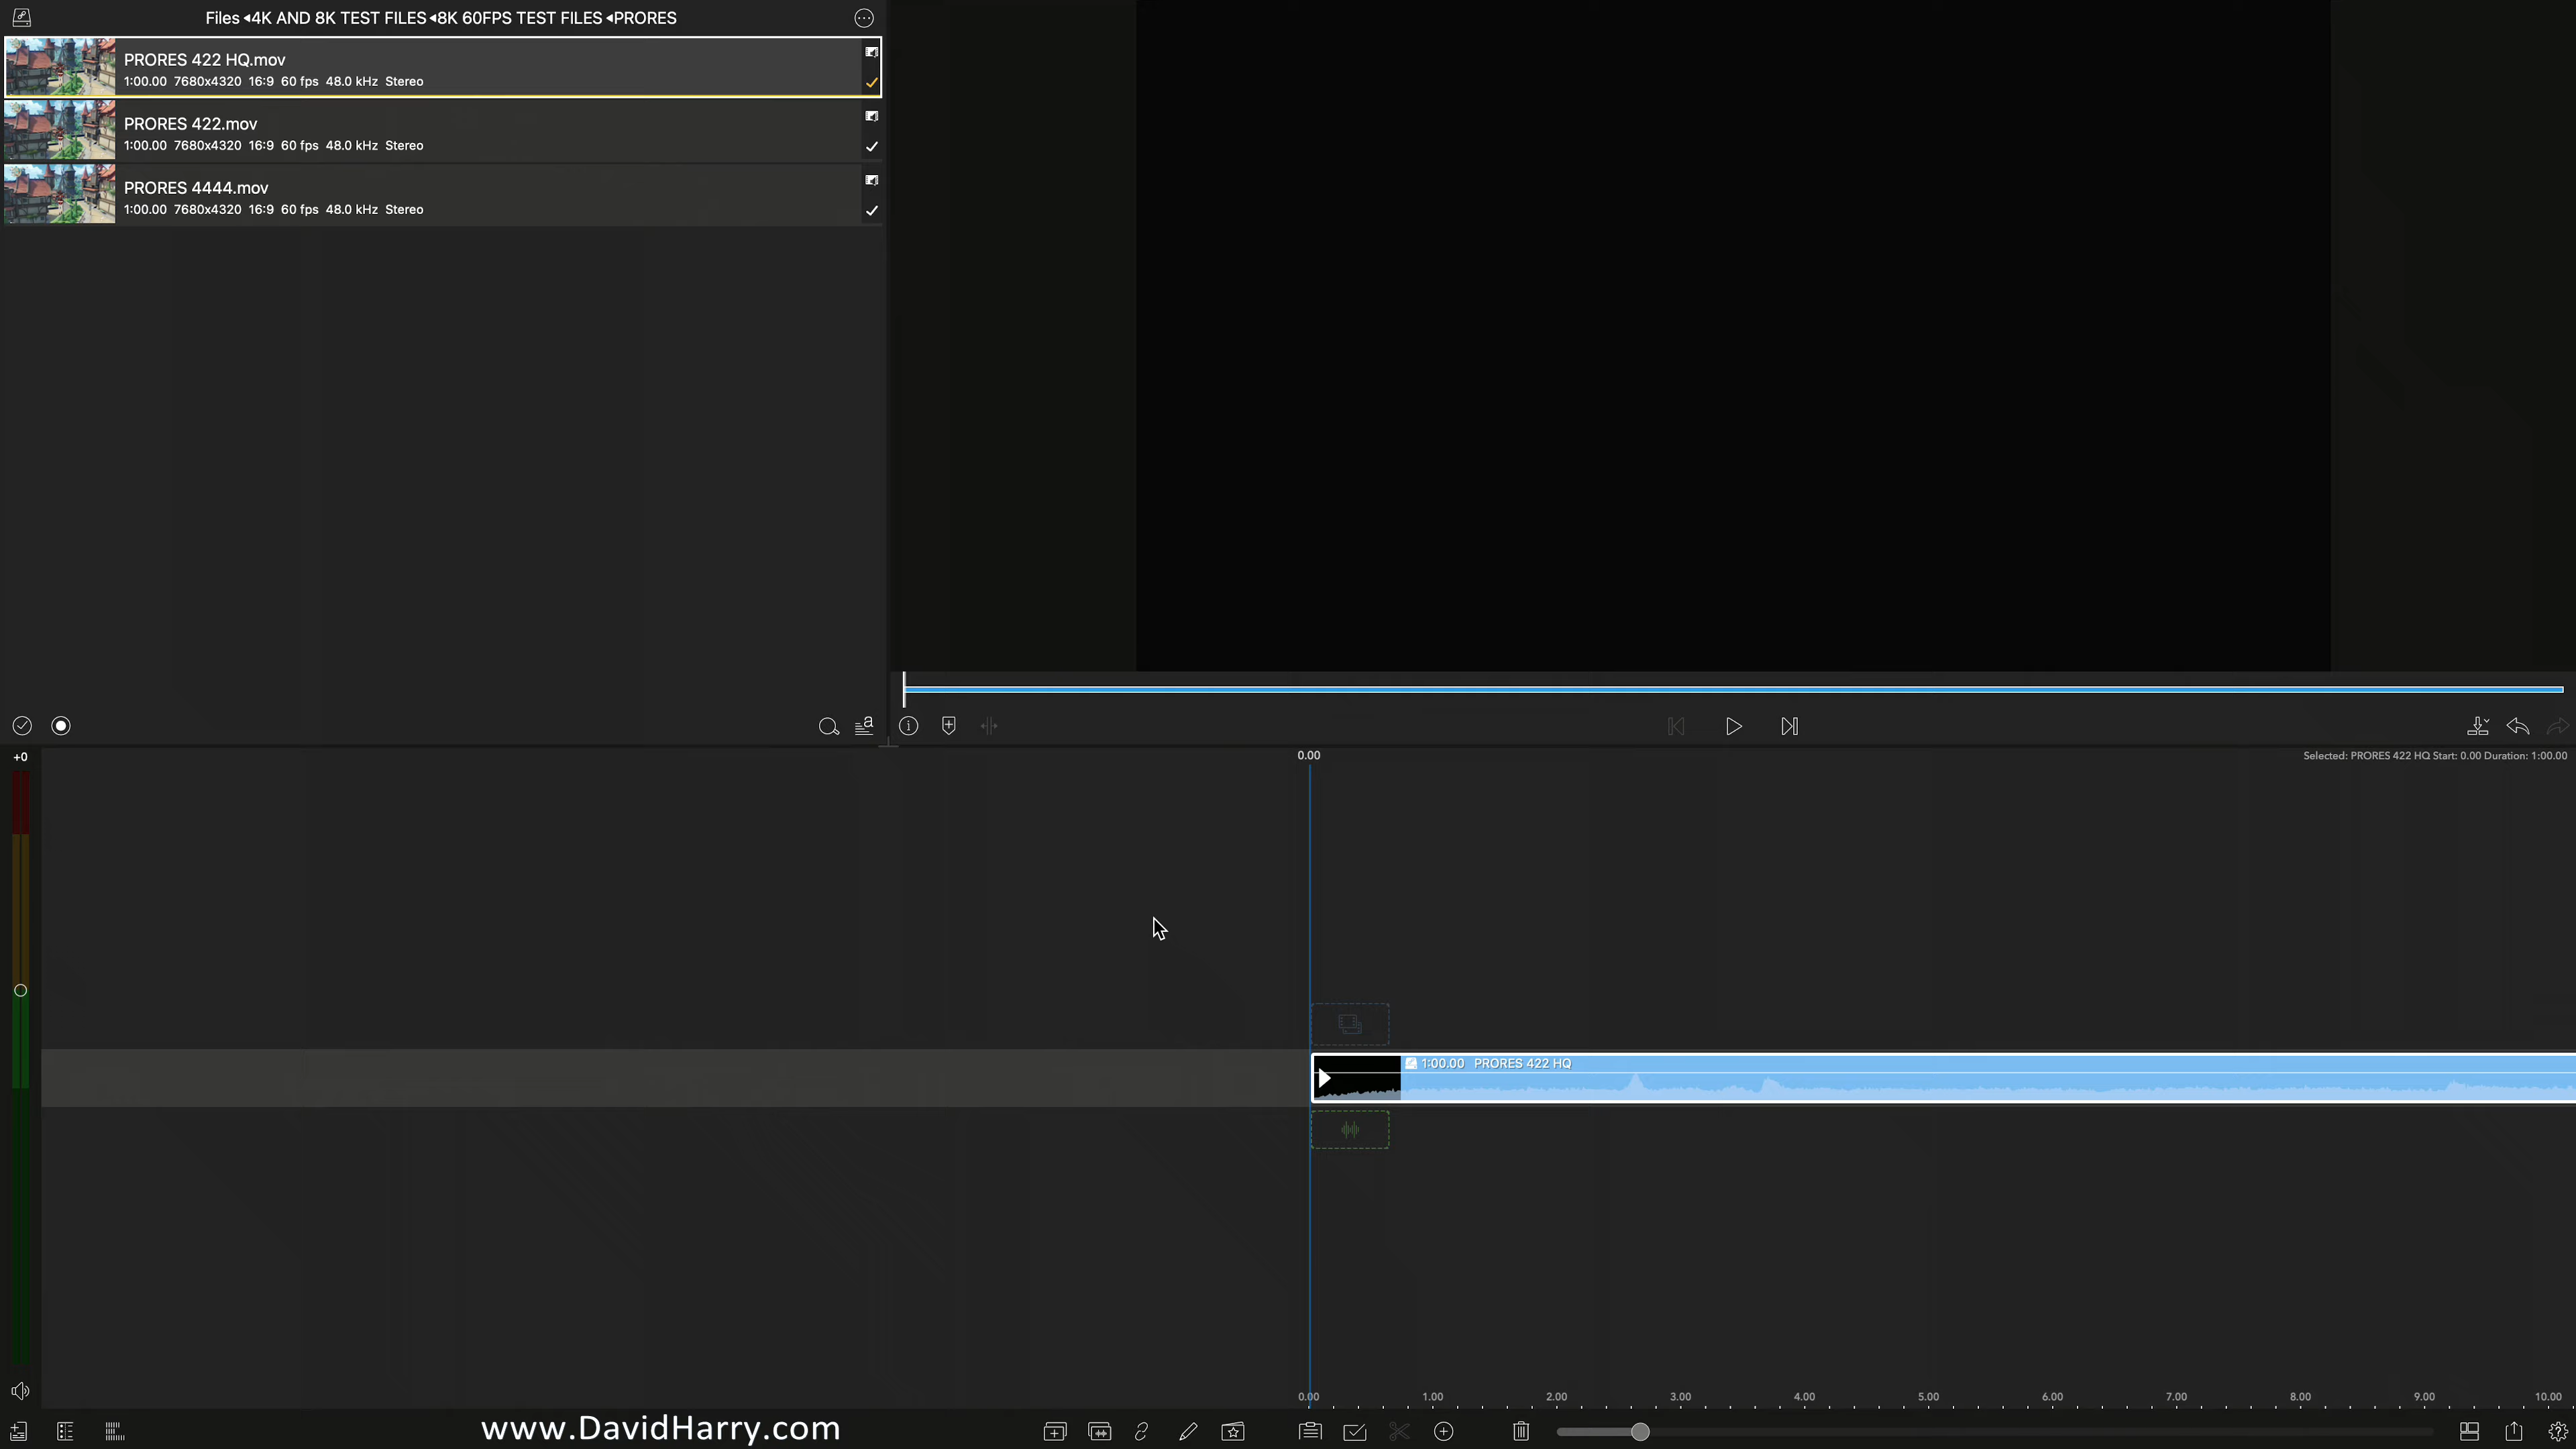 Files ◂4K AND 8K TEST FILES ◂8K 60FPS TEST FILES ◂PRORES
PRORES 422 HQ.mov
1:00.00 7680x4320 16:9 60 fps 48.0 kHz Stereo
PRORES 422.mov
1:00.00 7680x4320 16:9 60 fps 48.0 kHz Stereo
PRORES 4444.mov
1:00.00 7680x4320 16:9 60 fps 48.0 kHz Stereo
+0
0.00
Selected: PRORES 422 HQ Start: 0.00 Duration: 1:00.00
1:00.00 PRORES 422 HQ
0.00 1.00 2.00 3.00 4.00 5.00 6.00 7.00 8.00 9.00 10.00
www.DavidHarry.com